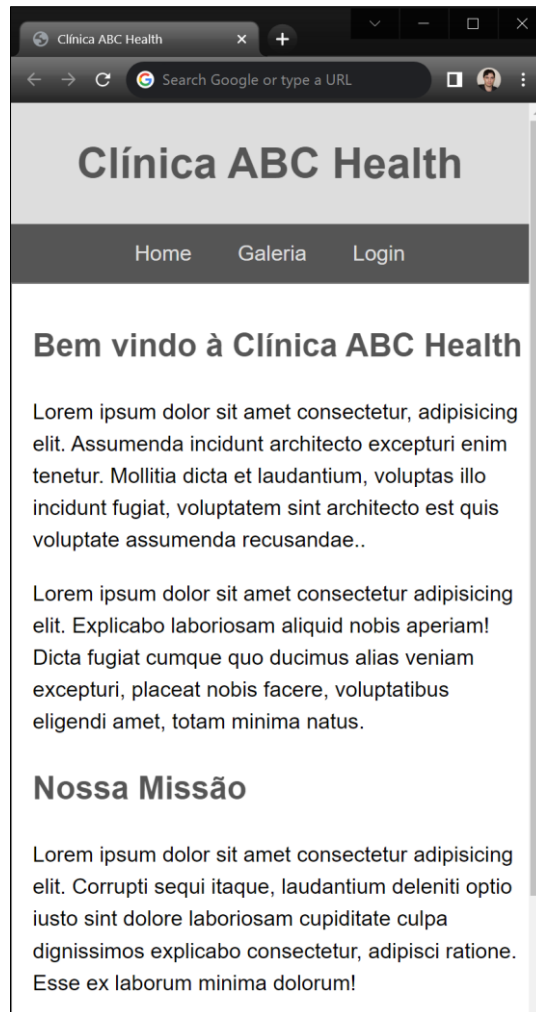 Clínica ABC Health
Search Google or type a URL
Clínica ABC Health
Home Galeria Login
Bem vindo à Clínica ABC Health
Lorem ipsum dolor sit amet consectetur, adipisicing
elit. Assumenda incidunt architecto excepturi enim
tenetur. Mollitia dicta et laudantium, voluptas illo
incidunt fugiat, voluptatem sint architecto est quis
voluptate assumenda recusandae..
Lorem ipsum dolor sit amet consectetur adipisicing
elit. Explicabo laboriosam aliquid nobis aperiam!
Dicta fugiat cumque quo ducimus alias veniam
excepturi, placeat nobis facere, voluptatibus
eligendi amet, totam minima natus.
Nossa Missão
Lorem ipsum dolor sit amet consectetur adipisicing
elit. Corrupti sequi itaque, laudantium deleniti optio
iusto sint dolore laboriosam cupiditate culpa
dignissimos explicabo consectetur, adipisci ratione.
Esse ex laborum minima dolorum!